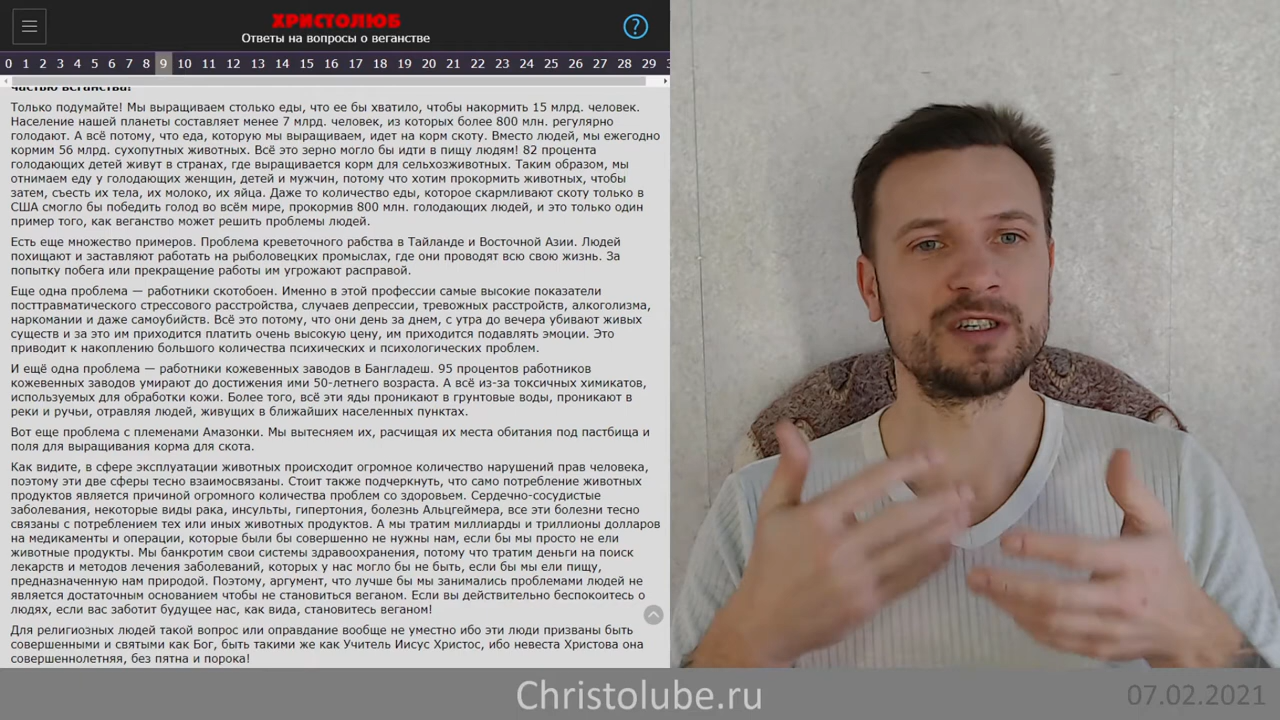 ХРИСТОЛЮБ
Ответы на вопросы о веганстве
?
0 1 2 3 4 5 6 7 8 9 10 11 12 13 14 15 16 17 18 19 20 21 22 23 24 25 26 27 28 29 3
частью веганства!
Только подумайте! Мы выращиваем столько еды, что ее бы хватило, чтобы накормить 15 млрд. человек.
Население нашей планеты составляет менее 7 млрд. человек, из которых более 800 млн. регулярно
голодают. А всё потому, что еда, которую мы выращиваем, идет на корм скоту. Вместо людей, мы ежегодно
кормим 56 млрд. сухопутных животных. Всё это зерно могло бы идти в пищу людям! 82 процента
голодающих детей живут в странах, где выращивается корм для сельхозживотных. Таким образом, мы
отнимаем еду у голодающих женщин, детей и мужчин, потому что хотим прокормить животных, чтобы
затем, съесть их тела, их молоко, их яйца. Даже то количество еды, которое скармливают скоту только в
США смогло бы победить голод во всём мире, прокормив 800 млн. голодающих людей, и это только один
пример того, как веганство может решить проблемы людей.
Есть еще множество примеров. Проблема креветочного рабства в Тайланде и Восточной Азии. Людей
похищают и заставляют работать на рыболовецких промыслах, где они проводят всю свою жизнь. За
попытку побега или прекращение работы им угрожают расправой.
Еще одна проблема — работники скотобоен. Именно в этой профессии самые высокие показатели
посттравматического стрессового расстройства, случаев депрессии, тревожных расстройств, алкоголизма,
наркомании и даже самоубийств. Всё это потому, что они день за днем, с утра до вечера убивают живых
существ и за это им приходится платить очень высокую цену, им приходится подавлять эмоции. Это
приводит к накоплению большого количества психических и психологических проблем.
И ещё одна проблема — работники кожевенных заводов в Бангладеш. 95 процентов работников
кожевенных заводов умирают до достижения ими 50-летнего возраста. А всё из-за токсичных химикатов,
используемых для обработки кожи. Более того, всё эти яды проникают в грунтовые воды, проникают в
реки и ручьи, отравляя людей, живущих в ближайших населенных пунктах.
Вот еще проблема с племенами Амазонки. Мы вытесняем их, расчищая их места обитания под пастбища и
поля для выращивания корма для скота.
Как видите, в сфере эксплуатации животных происходит огромное количество нарушений прав человека,
поэтому эти две сферы тесно взаимосвязаны. Стоит также подчеркнуть, что само потребление животных
продуктов является причиной огромного количества проблем со здоровьем. Сердечно-сосудистые
заболевания, некоторые виды рака, инсульты, гипертония, болезнь Альцгеймера, все эти болезни тесно
связаны с потреблением тех или иных животных продуктов. А мы тратим миллиарды и триллионы долларов
на медикаменты и операции, которые были бы совершенно не нужны нам, если бы мы просто не ели
животные продукты. Мы банкротим свои системы здравоохранения, потому что тратим деньги на поиск
лекарств и методов лечения заболеваний, которых у нас могло бы не быть, если бы мы ели пищу,
предназначенную нам природой. Поэтому, аргумент, что лучше бы мы занимались проблемами людей не
является достаточным основанием чтобы не становиться веганом. Если вы действительно беспокоитесь о
людях, если вас заботит будущее нас, как вида, становитесь веганом!
Для религиозных людей такой вопрос или оправдание вообще не уместно ибо эти люди призваны быть
совершенными и святыми как Бог, быть такими же как Учитель Иисус Христос, ибо невеста Христова она
совершеннолетняя, без пятна и порока!
Christolube.ru
07.02.2021